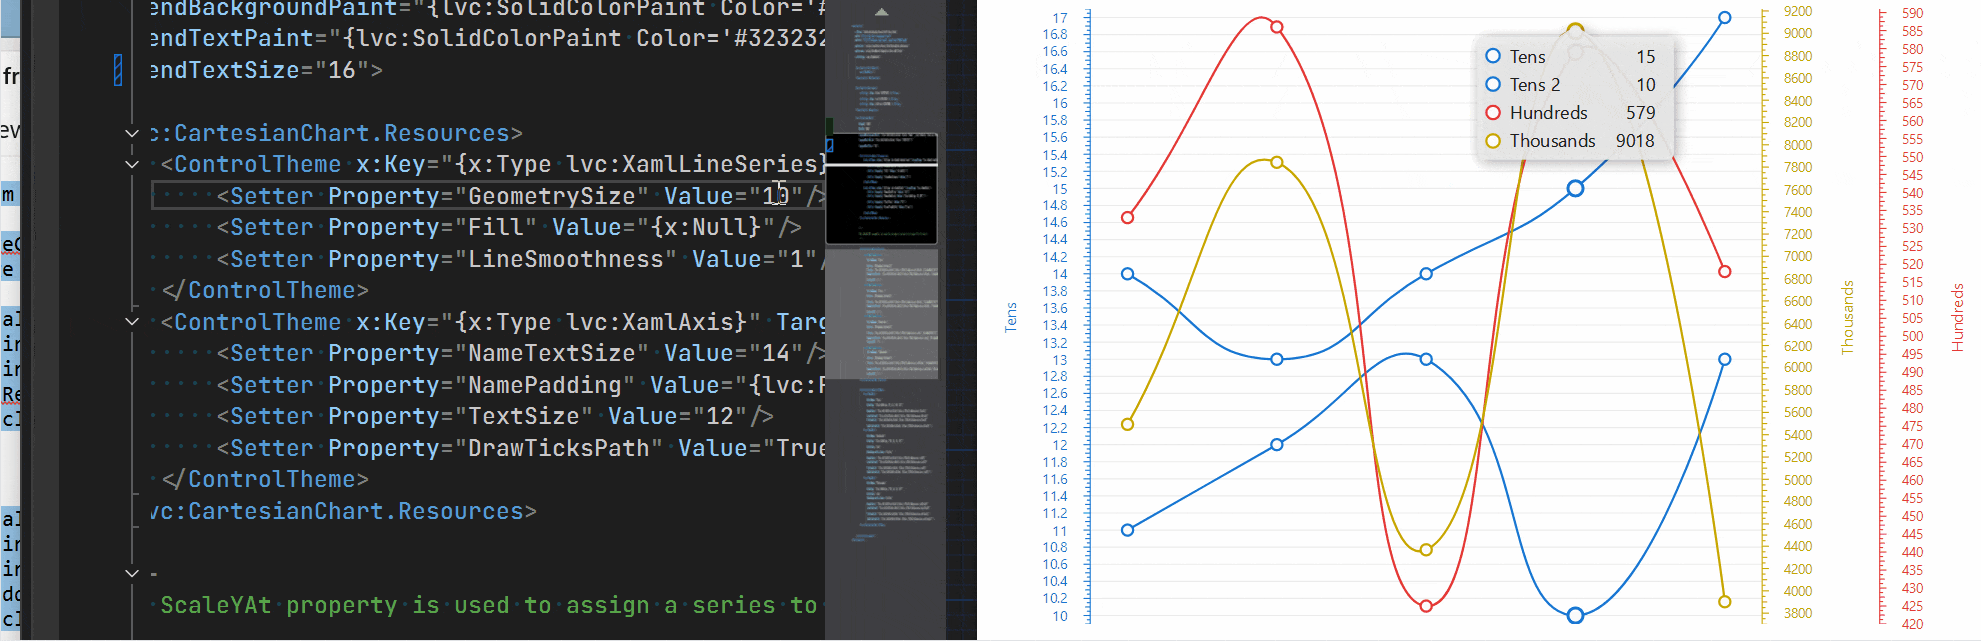 endBackgroundPaint="{lvc:SolidColorPaint Color='#
endTextPaint="{lvc:SolidColorPaint Color='#323232
endTextSize="16">
c:CartesianChart.Resources>
<ControlTheme x:Key="{x:Type lvc:XamlLineSeries}
<Setter Property="GeometrySize" Value="10" />
<Setter Property="Fill" Value="{x:Null}"/>
<Setter Property="LineSmoothness" Value="1" /
</ControlTheme>
<ControlTheme x:Key="{x:Type lvc:XamlAxis}" Targ
<Setter Property="NameTextSize" Value="14"/>
<Setter Property="NamePadding" Value="{lvc:P
<Setter Property="TextSize" Value="12"/>
<Setter Property="DrawTicksPath" Value="True
</ControlTheme>
vc:CartesianChart.Resources>
ScaleYAt property is used to assign a series to
fr
ev
m
e
al
in
in
Re
cl
al
in
in
dd
cl
Tens
17
16.8
16.6
16.4
16.2
16
15.8
15.6
15.4
15.2
15
14.8
14.6
14.4
14.2
14
13.8
13.6
13.4
13.2
13
12.8
12.6
12.4
12.2
12
11.8
11.6
11.4
11.2
11
10.8
10.6
10.4
10.2
10
Tens 15
Tens 2 10
Hundreds 579
Thousands 9018
9200
9000
8800
8600
8400
8200
8000
7800
7600
7400
7200
7000
6800
6600
6400
6200
6000
5800
5600
5400
5200
5000
4800
4600
4400
4200
4000
3800
Thousands
590
585
580
575
570
565
560
555
550
545
540
535
530
525
520
515
510
505
500
495
490
485
480
475
470
465
460
455
450
445
440
435
430
425
420
Hundreds